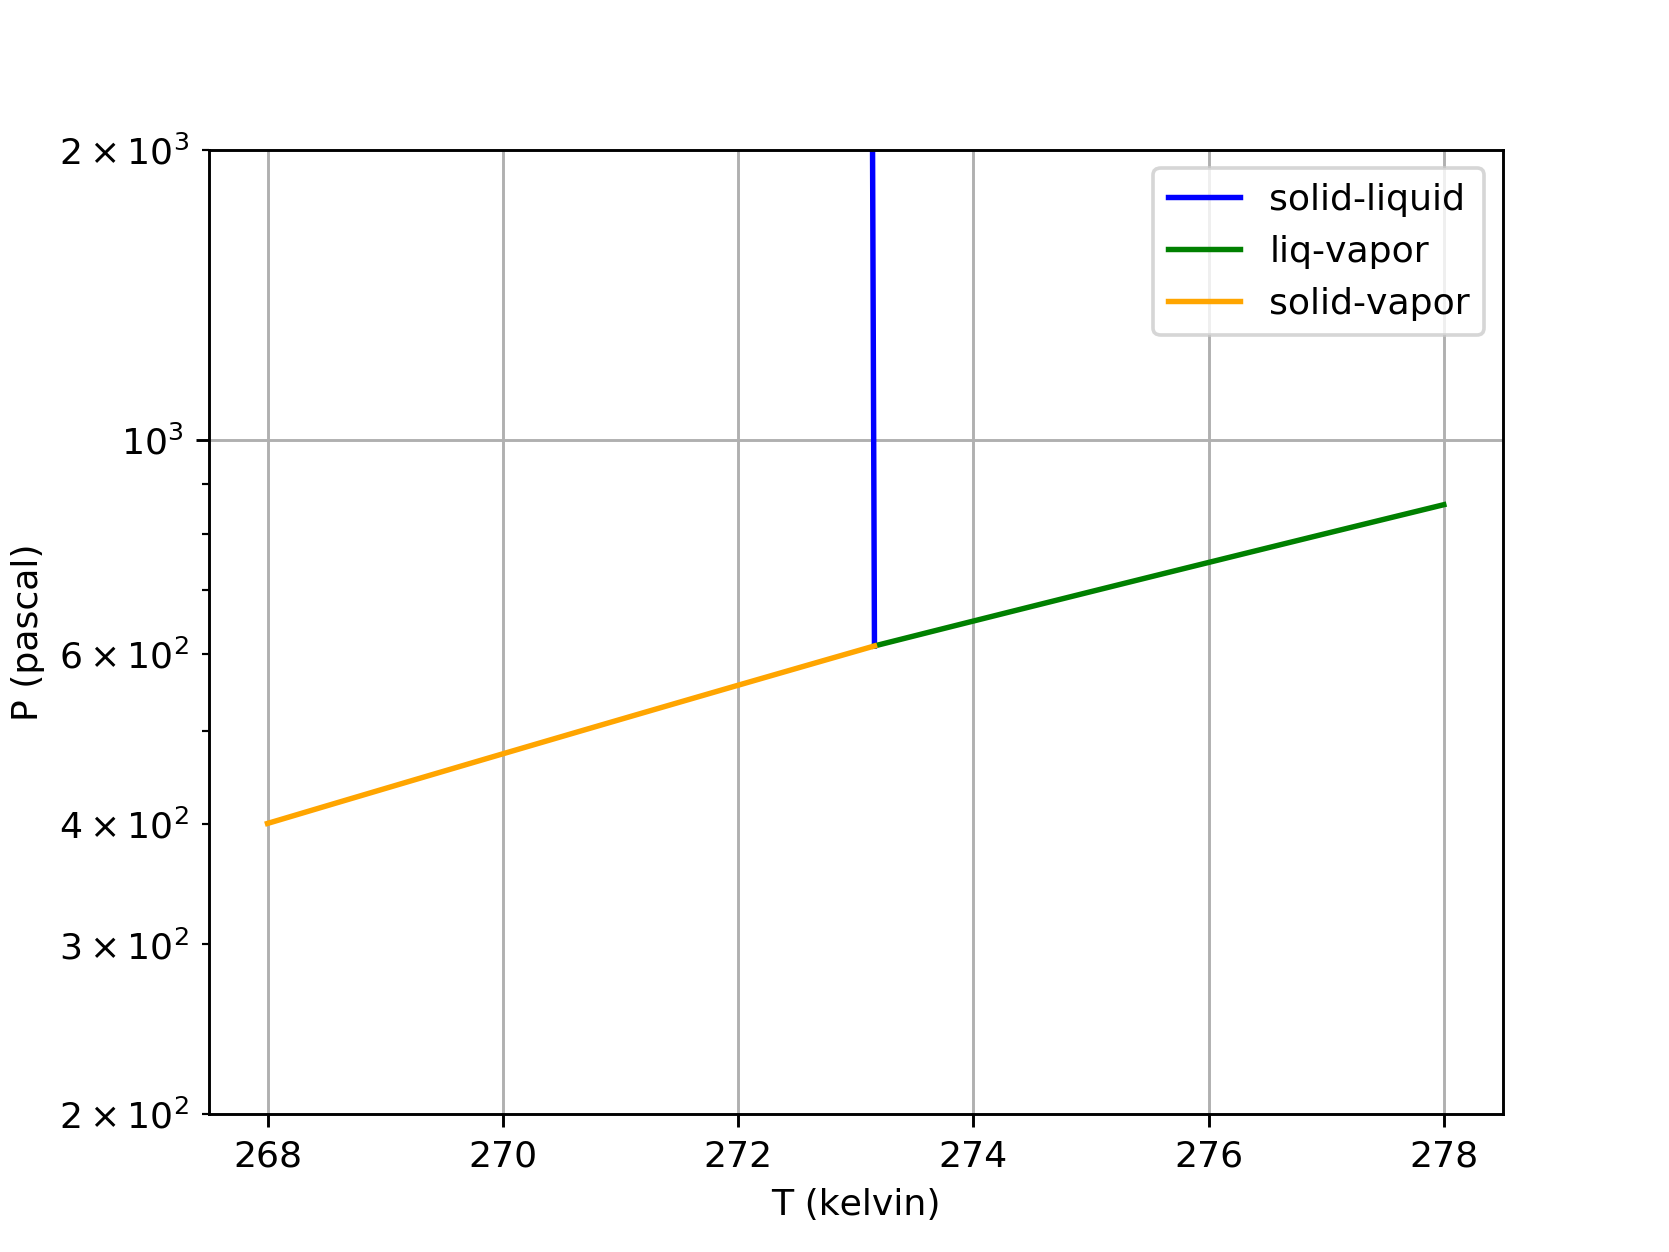 2 × 10³
10³
6 × 10²
4 × 10²
3 × 10²
2 × 10²
P (pascal)
268 270 272 274 276 278
T (kelvin)
solid-liquid
liq-vapor
solid-vapor